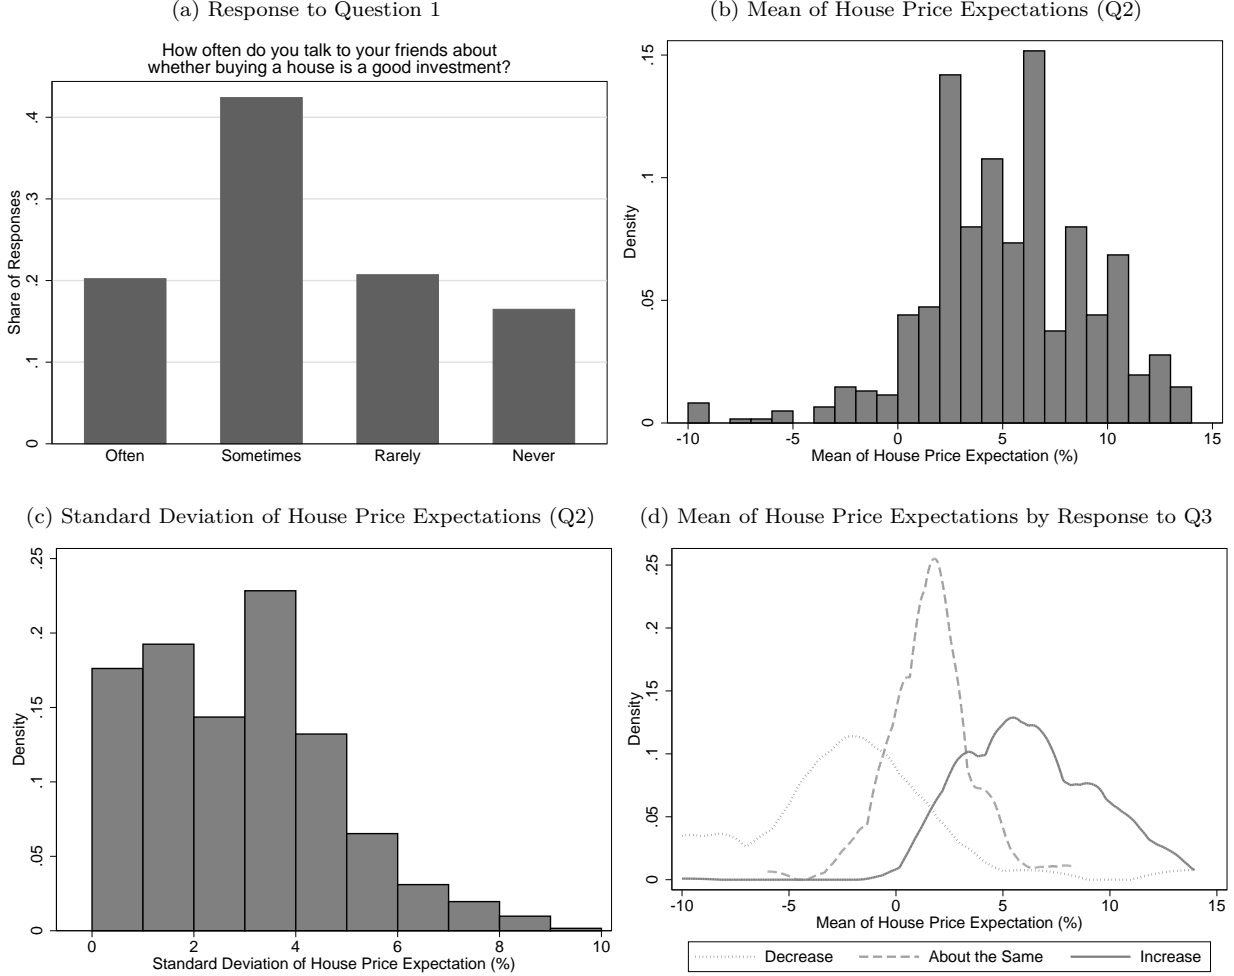 (a) Response to Question 1
How often do you talk to your friends about
whether buying a house is a good investment?
Share of Responses
.4
.3
.2
.1
0
Often Sometimes Rarely Never
(b) Mean of House Price Expectations (Q2)
Density
.15
.1
.05
0
-10 -5 0 5 10 15
Mean of House Price Expectation (%)
(c) Standard Deviation of House Price Expectations (Q2)
Density
.25
.2
.15
.1
.05
0
0 2 4 6 8 10
Standard Deviation of House Price Expectation (%)
(d) Mean of House Price Expectations by Response to Q3
Density
.25
.2
.15
.1
.05
0
-10 -5 0 5 10 15
Mean of House Price Expectation (%)
Decrease About the Same Increase